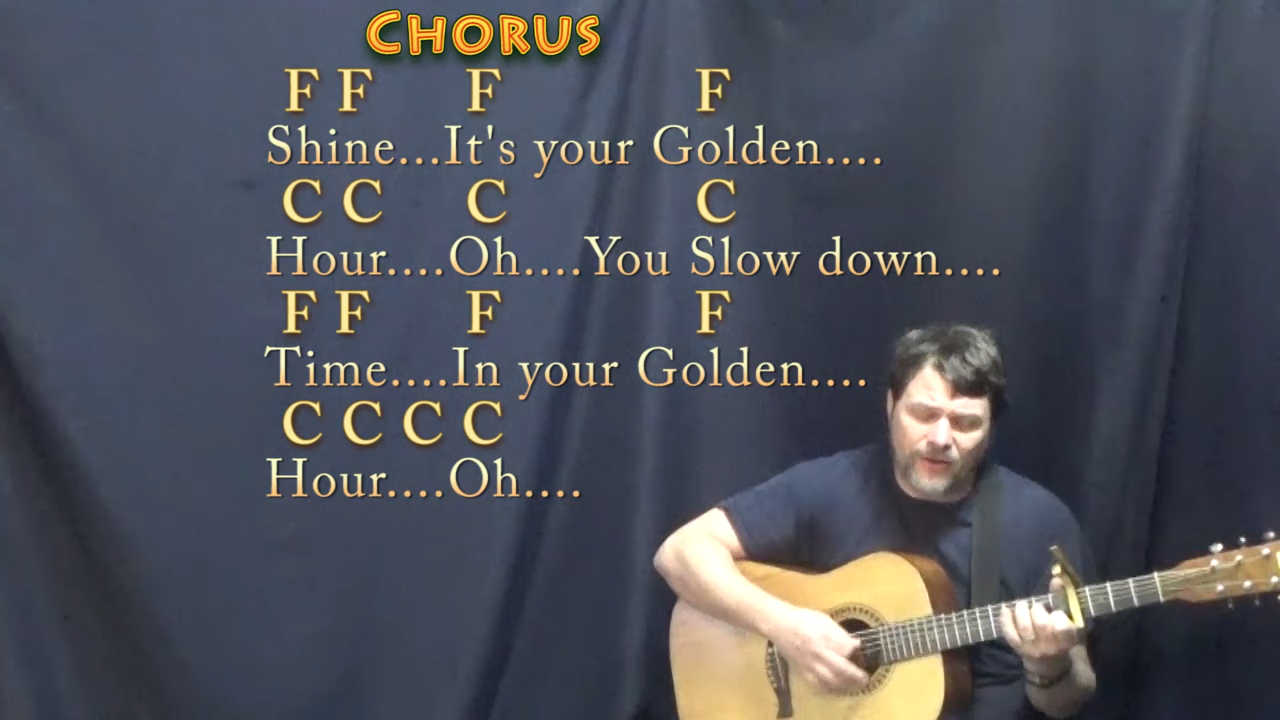 CHORUS
F F F F
Shine...It's your Golden....
C C C C
Hour....Oh....You Slow down....
F F F F
Time....In your Golden....
C C C C
Hour....Oh....